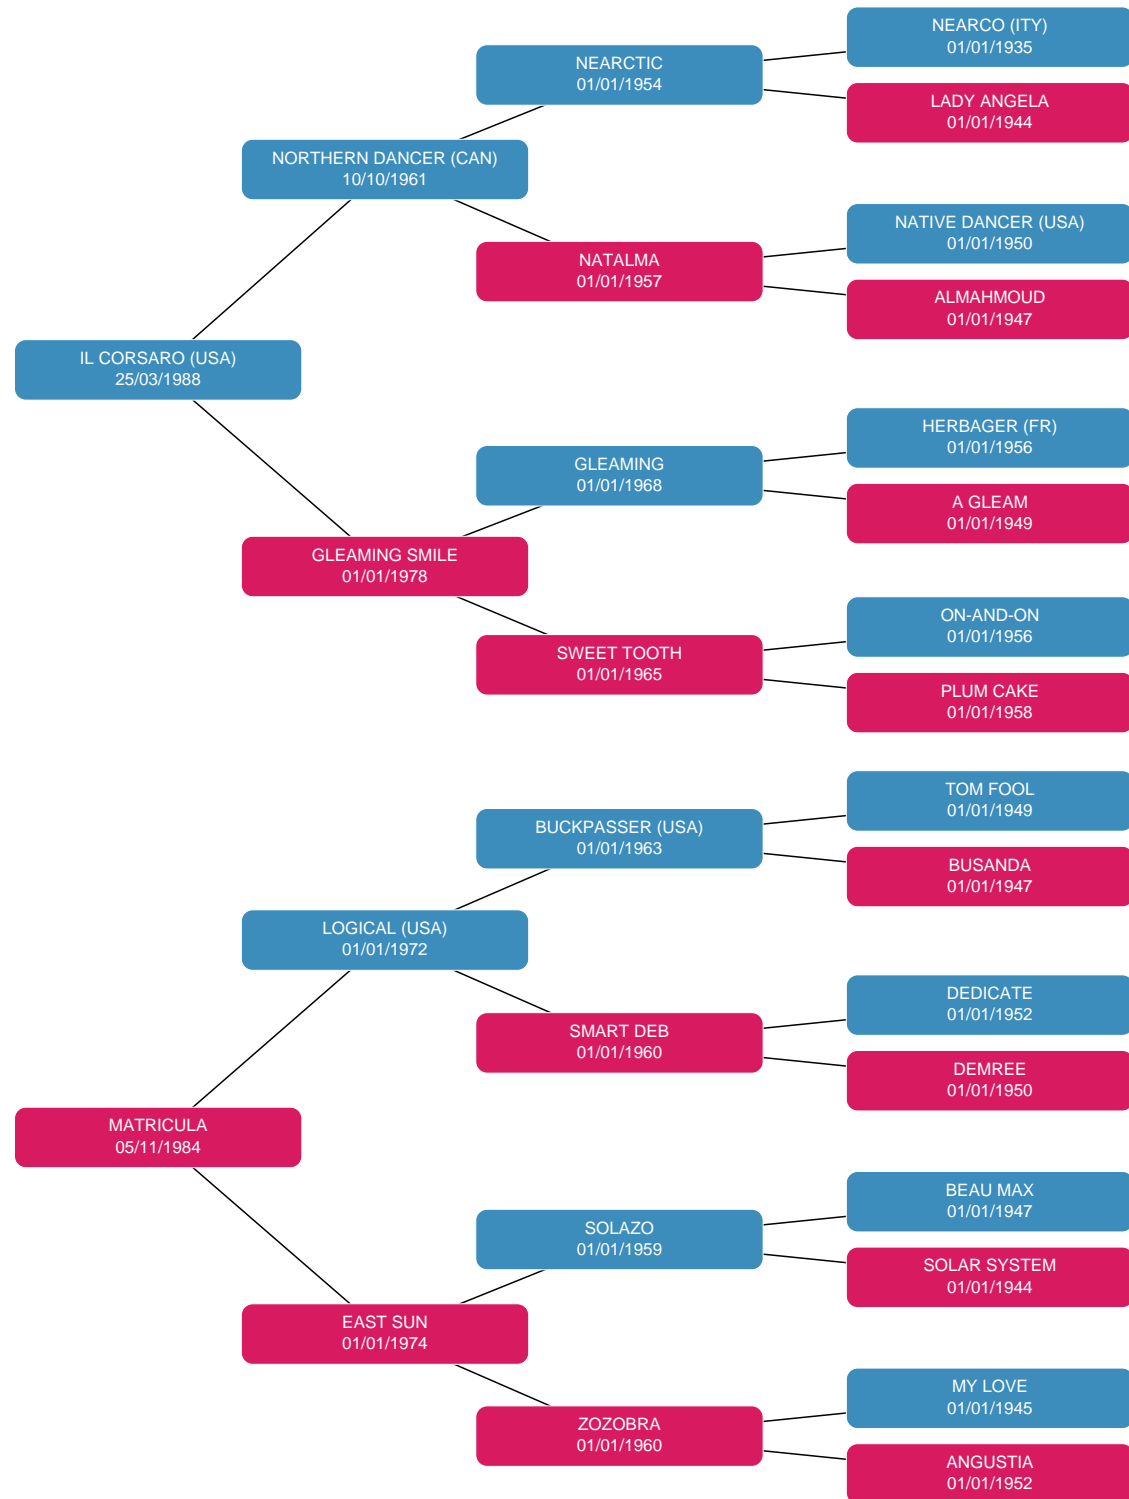 NEARCO (ITY)
01/01/1935
NEARCTIC
01/01/1954
LADY ANGELA
01/01/1944
NORTHERN DANCER (CAN)
10/10/1961
NATIVE DANCER (USA)
01/01/1950
NATALMA
01/01/1957
ALMAHMOUD
01/01/1947
IL CORSARO (USA)
25/03/1988
HERBAGER (FR)
01/01/1956
GLEAMING
01/01/1968
A GLEAM
01/01/1949
GLEAMING SMILE
01/01/1978
ON-AND-ON
01/01/1956
SWEET TOOTH
01/01/1965
PLUM CAKE
01/01/1958
TOM FOOL
01/01/1949
BUCKPASSER (USA)
01/01/1963
BUSANDA
01/01/1947
LOGICAL (USA)
01/01/1972
DEDICATE
01/01/1952
SMART DEB
01/01/1960
DEMREE
01/01/1950
MATRICULA
05/11/1984
BEAU MAX
01/01/1947
SOLAZO
01/01/1959
SOLAR SYSTEM
01/01/1944
EAST SUN
01/01/1974
MY LOVE
01/01/1945
ZOZOBRA
01/01/1960
ANGUSTIA
01/01/1952